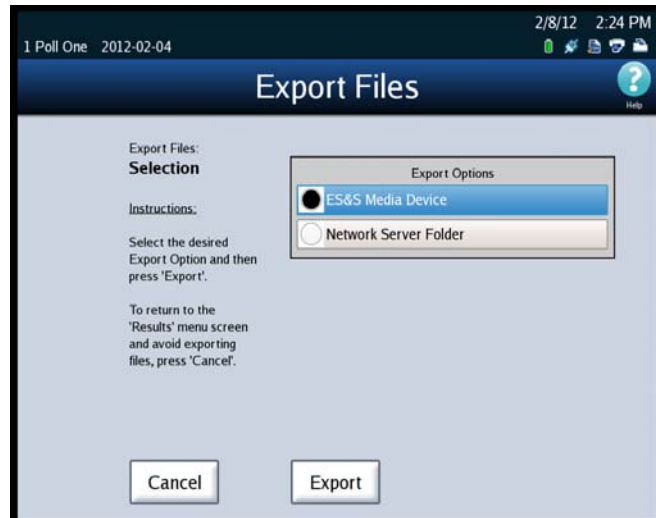 2/8/12 2:24 PM
1 Poll One 2012-02-04
Export Files
Help
Export Files:
Selection
Instructions:
Select the desired
Export Option and then
press 'Export'.
To return to the
'Results' menu screen
and avoid exporting
files, press 'Cancel'.
Export Options
ES&S Media Device
Network Server Folder
Cancel
Export